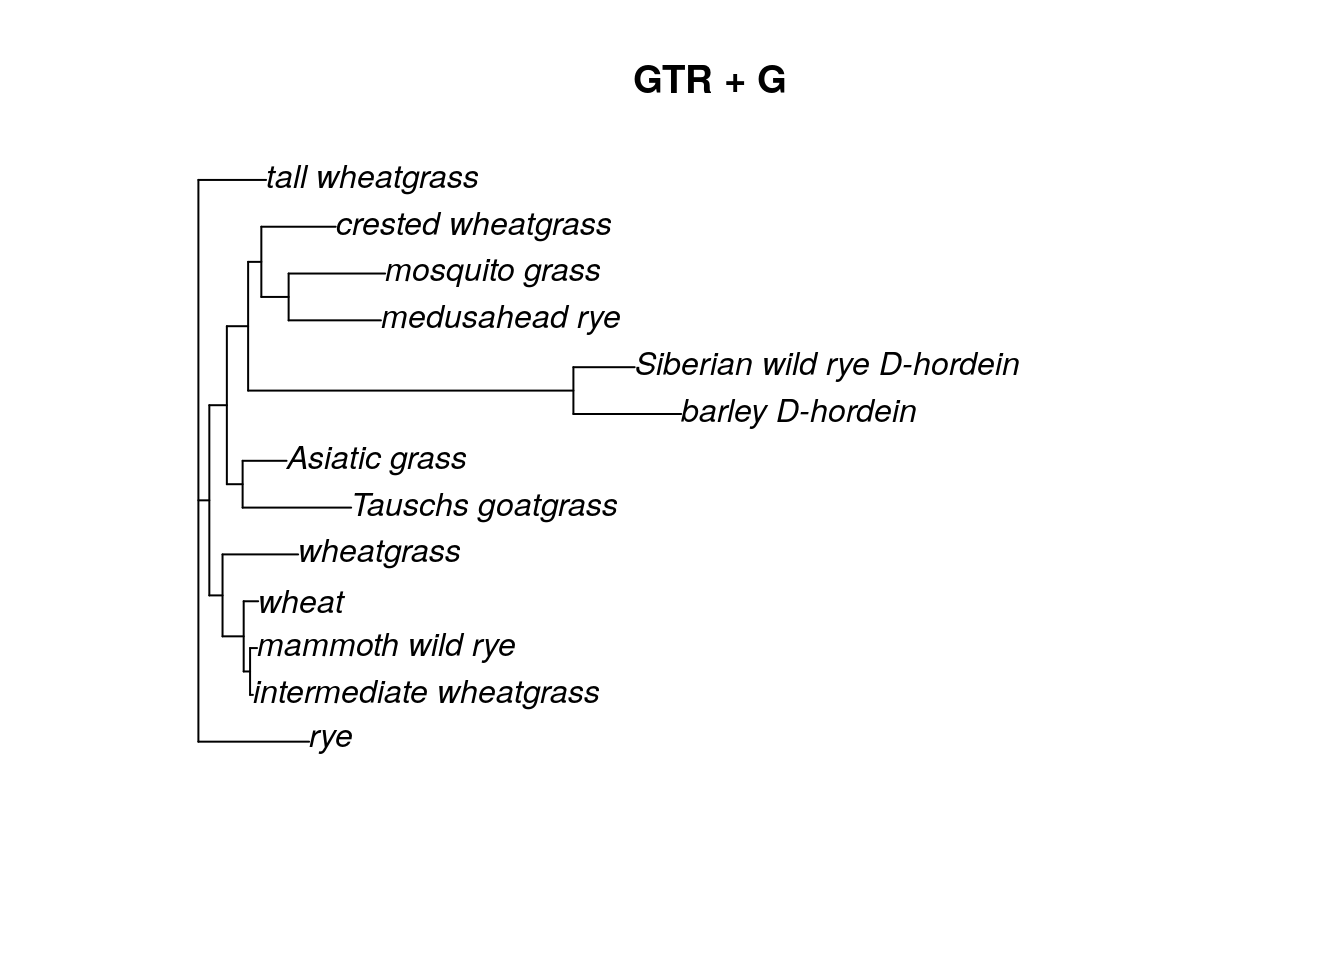 GTR + G
tall wheatgrass
crested wheatgrass
mosquito grass
medusahead rye
Siberian wild rye D-hordein
barley D-hordein
Asiatic grass
Tauschs goatgrass
wheatgrass
wheat
mammoth wild rye
intermediate wheatgrass
rye